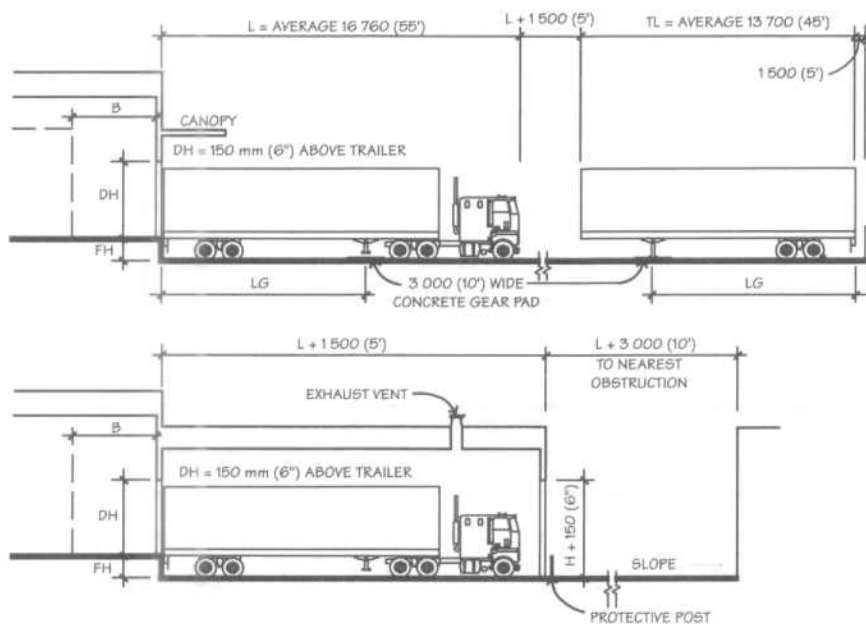 L = AVERAGE 16 760 (55')
L + 1 500 (5')
TL = AVERAGE 13 700 (45')
1 500 (5')
B
CANOPY
DH = 150 mm (6") ABOVE TRAILER
DH
FH
LG
3 000 (10') WIDE
CONCRETE GEAR PAD
LG
L + 1 500 (5')
L + 3 000 (10')
TO NEAREST
OBSTRUCTION
EXHAUST VENT
B
DH = 150 mm (6") ABOVE TRAILER
DH
H + 150 (6")
FH
SLOPE
PROTECTIVE POST